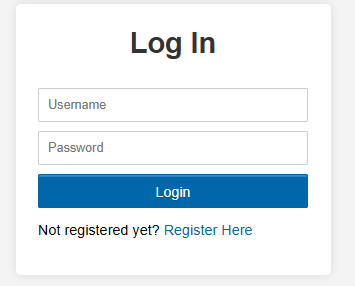 Log In
Username
Password
Login
Not registered yet? Register Here